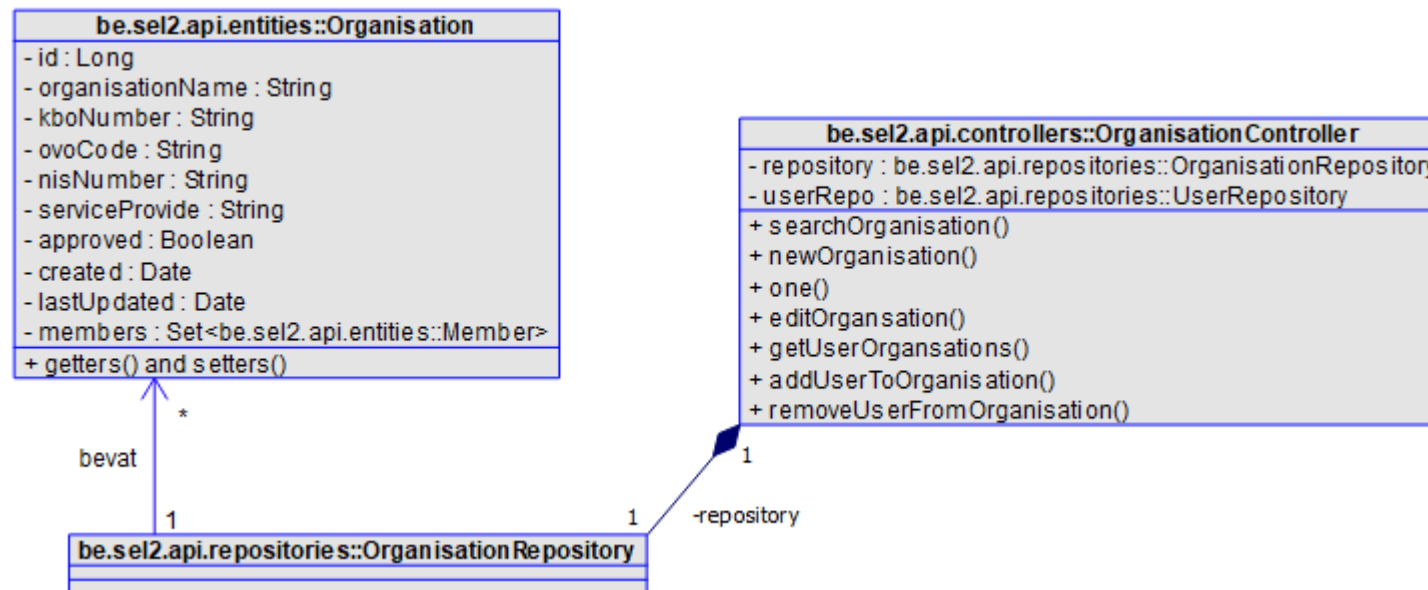 be.sel2.api.entities::Organisation
- id : Long
- organisationName : String
- kboNumber : String
- ovoCode : String
- nisNumber : String
- serviceProvide : String
- approved : Boolean
- created : Date
- lastUpdated : Date
- members : Set<be.sel2.api.entities::Member>
+ getters() and setters()
be.sel2.api.controllers::OrganisationController
- repository : be.sel2.api.repositories::OrganisationRepository
- userRepo : be.sel2.api.repositories::UserRepository
+ searchOrganisation()
+ newOrganisation()
+ one()
+ editOrgansation()
+ getUserOrgansations()
+ addUserToOrganisation()
+ removeUserFromOrganisation()
*
bevat
1
1
1
-repository
be.sel2.api.repositories::OrganisationRepository